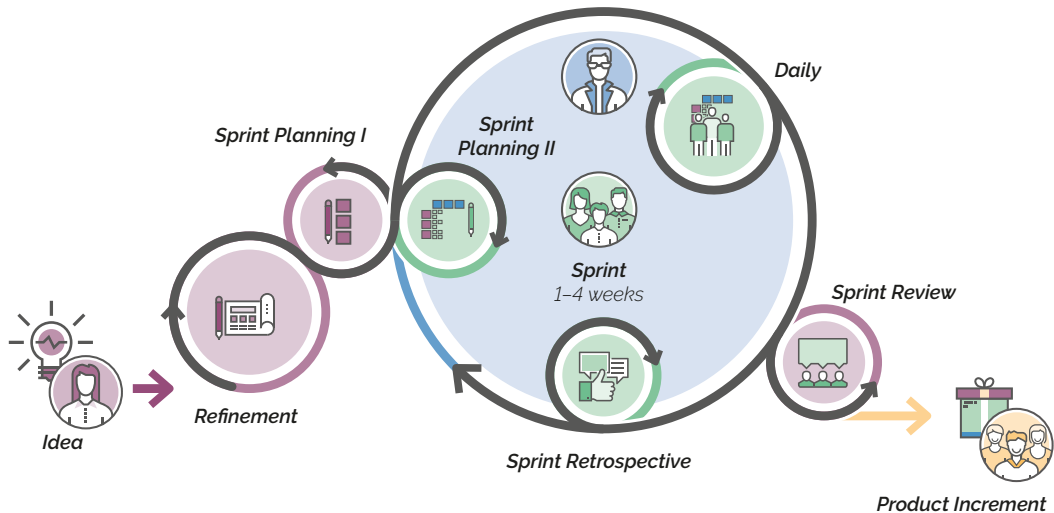 Idea
Refinement
Sprint Planning I
Sprint
Planning II
Daily
Sprint
1–4 weeks
Sprint Retrospective
Sprint Review
Product Increment